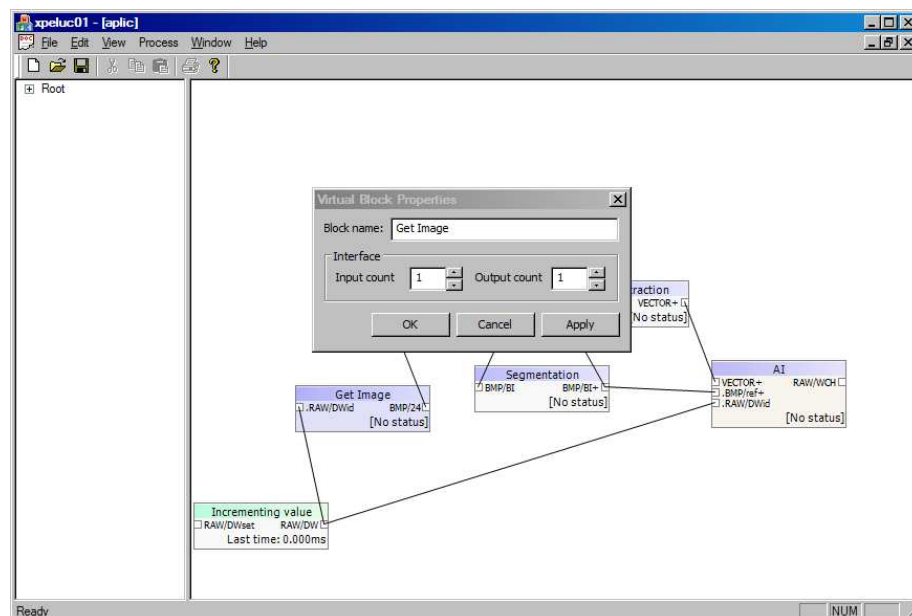 xpeluc01 - [aplic]
File Edit View Process Window Help
Root
Virtual Block Properties
Block name: Get Image
Interface
Input count 1 Output count 1
OK Cancel Apply
traction
VECTOR+
[No status]
Segmentation
BMP/BI BMP/BI+
[No status]
AI
VECTOR+ RAW/WCH
.BMP/ref+
.RAW/DWid
[No status]
Get Image
.RAW/DWid BMP/24
[No status]
Incrementing value
RAW/DWset RAW/DW
Last time: 0.000ms
Ready NUM